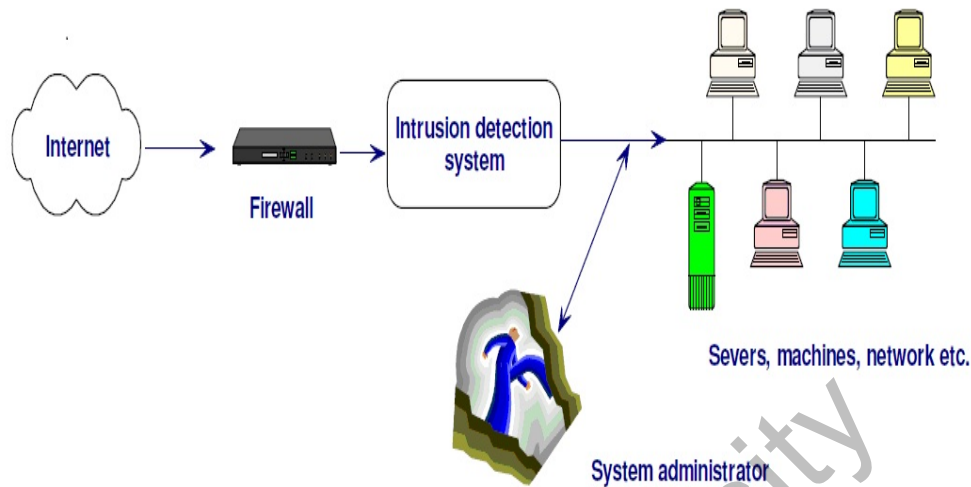 Internet
Firewall
Intrusion detection
system
Severs, machines, network etc.
System administrator